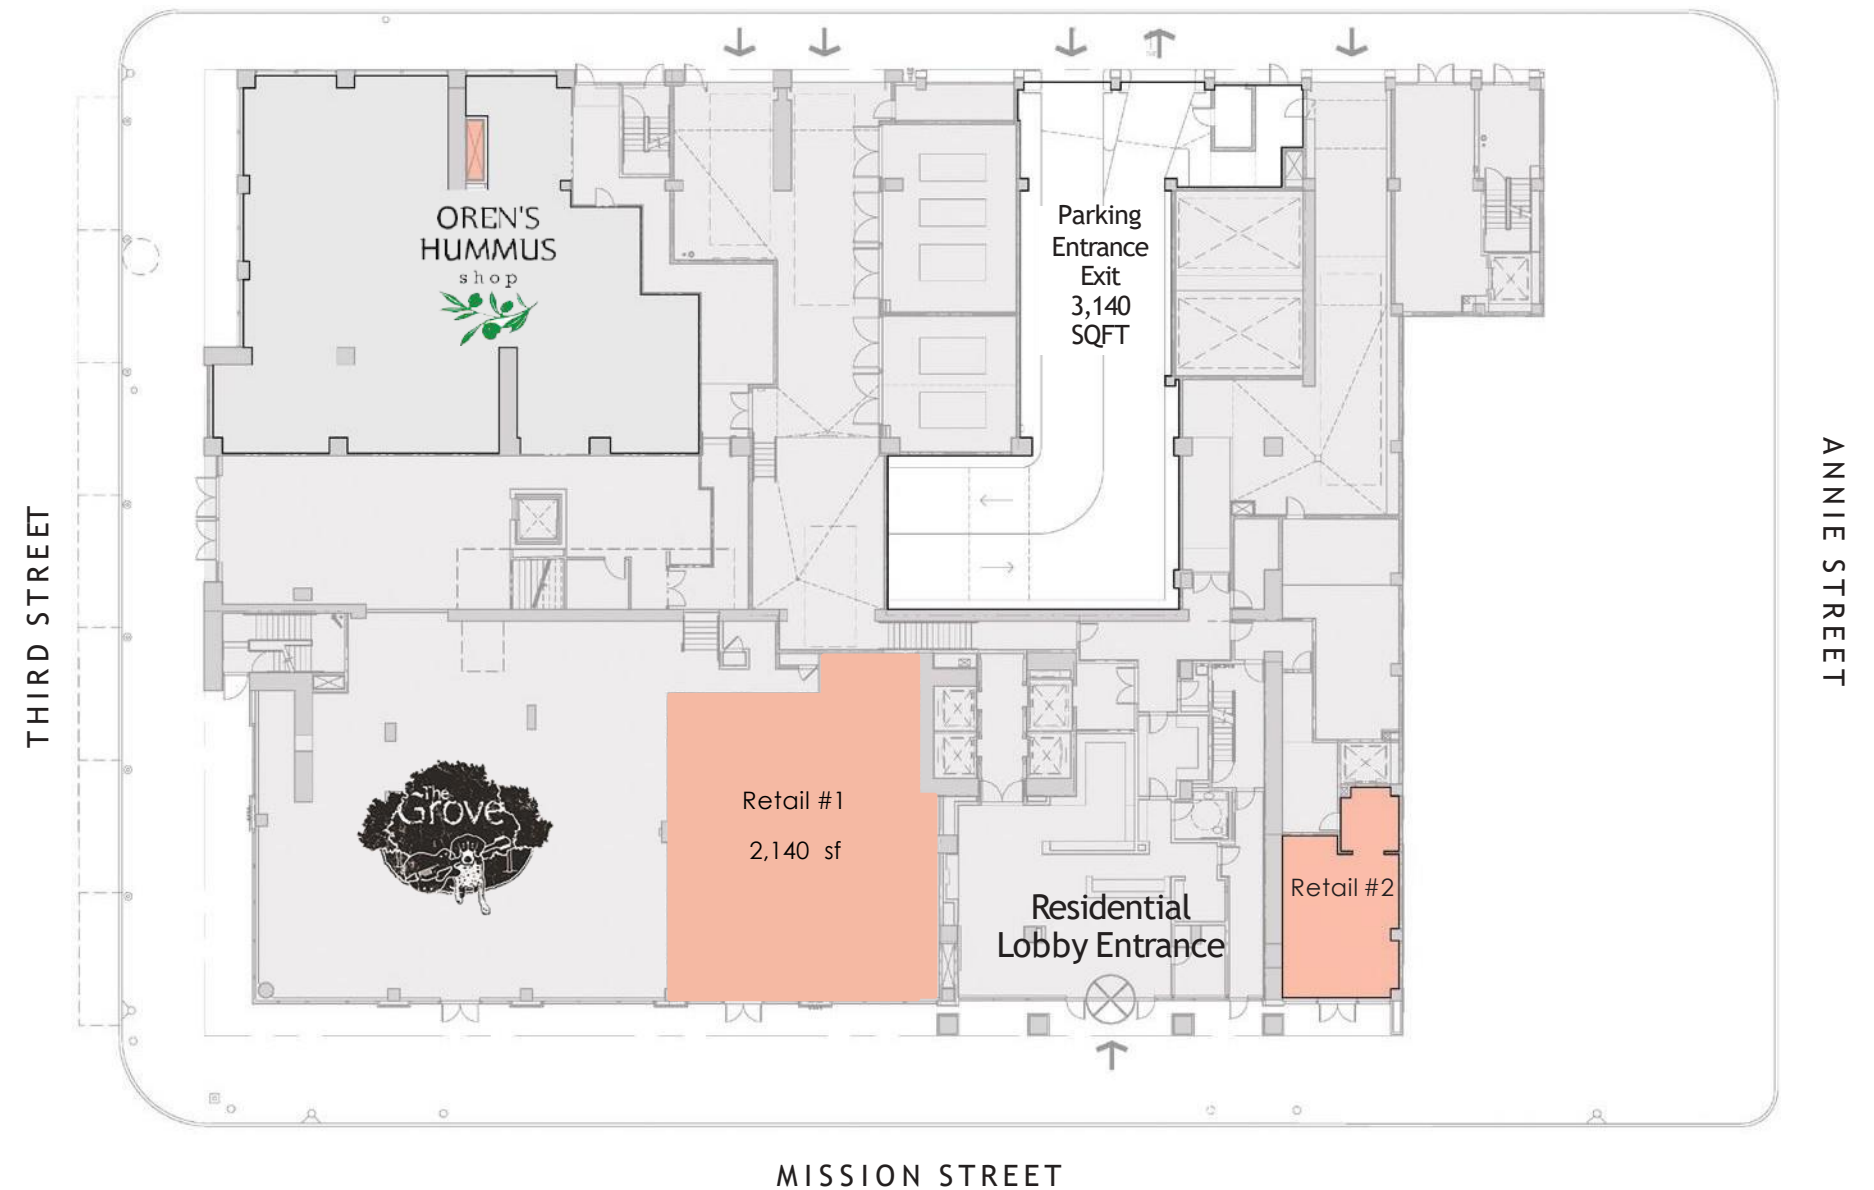 OREN'S
HUMMUS
shop
Parking
Entrance
Exit
3,140
SQFT
THIRD STREET
ANNIE STREET
The
Grove
Retail #1
2,140 sf
Residential
Lobby Entrance
Retail #2
MISSION STREET